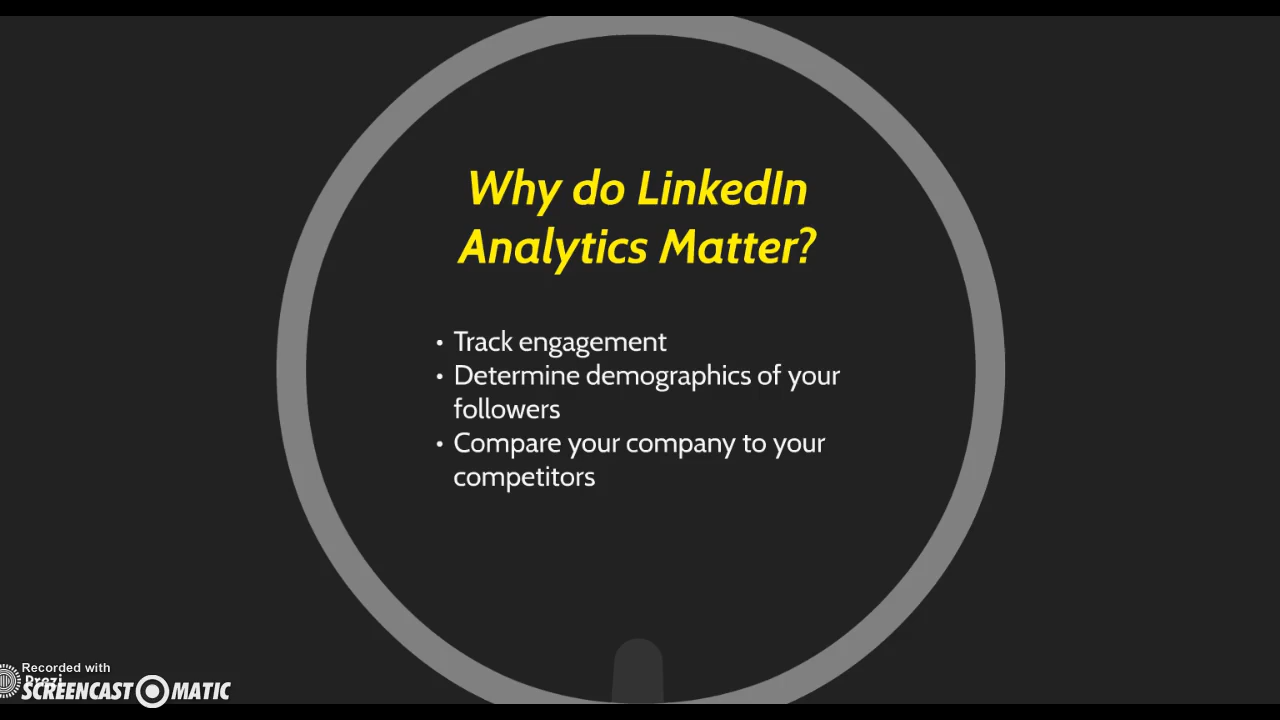 Why do LinkedIn
Analytics Matter?
• Track engagement
• Determine demographics of your
followers
• Compare your company to your
competitors
Recorded with
Prezi
SCREENCAST MATIC